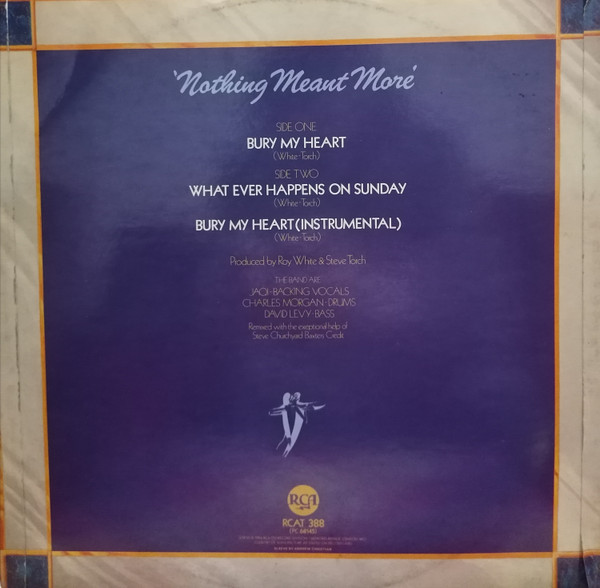 'Nothing Meant More'
SIDE ONE
BURY MY HEART
(White-Torch)
SIDE TWO
WHAT EVER HAPPENS ON SUNDAY
(White-Torch)
BURY MY HEART (INSTRUMENTAL)
(White-Torch)
Produced by Roy White & Steve Torch
THE BAND ARE
JAQI-BACKING VOCALS
CHARLES MORGAN-DRUMS
DAVID LEVY-BASS
Remixed with the exceptional help of
Steve Churchyard
RCA
RCAT 388